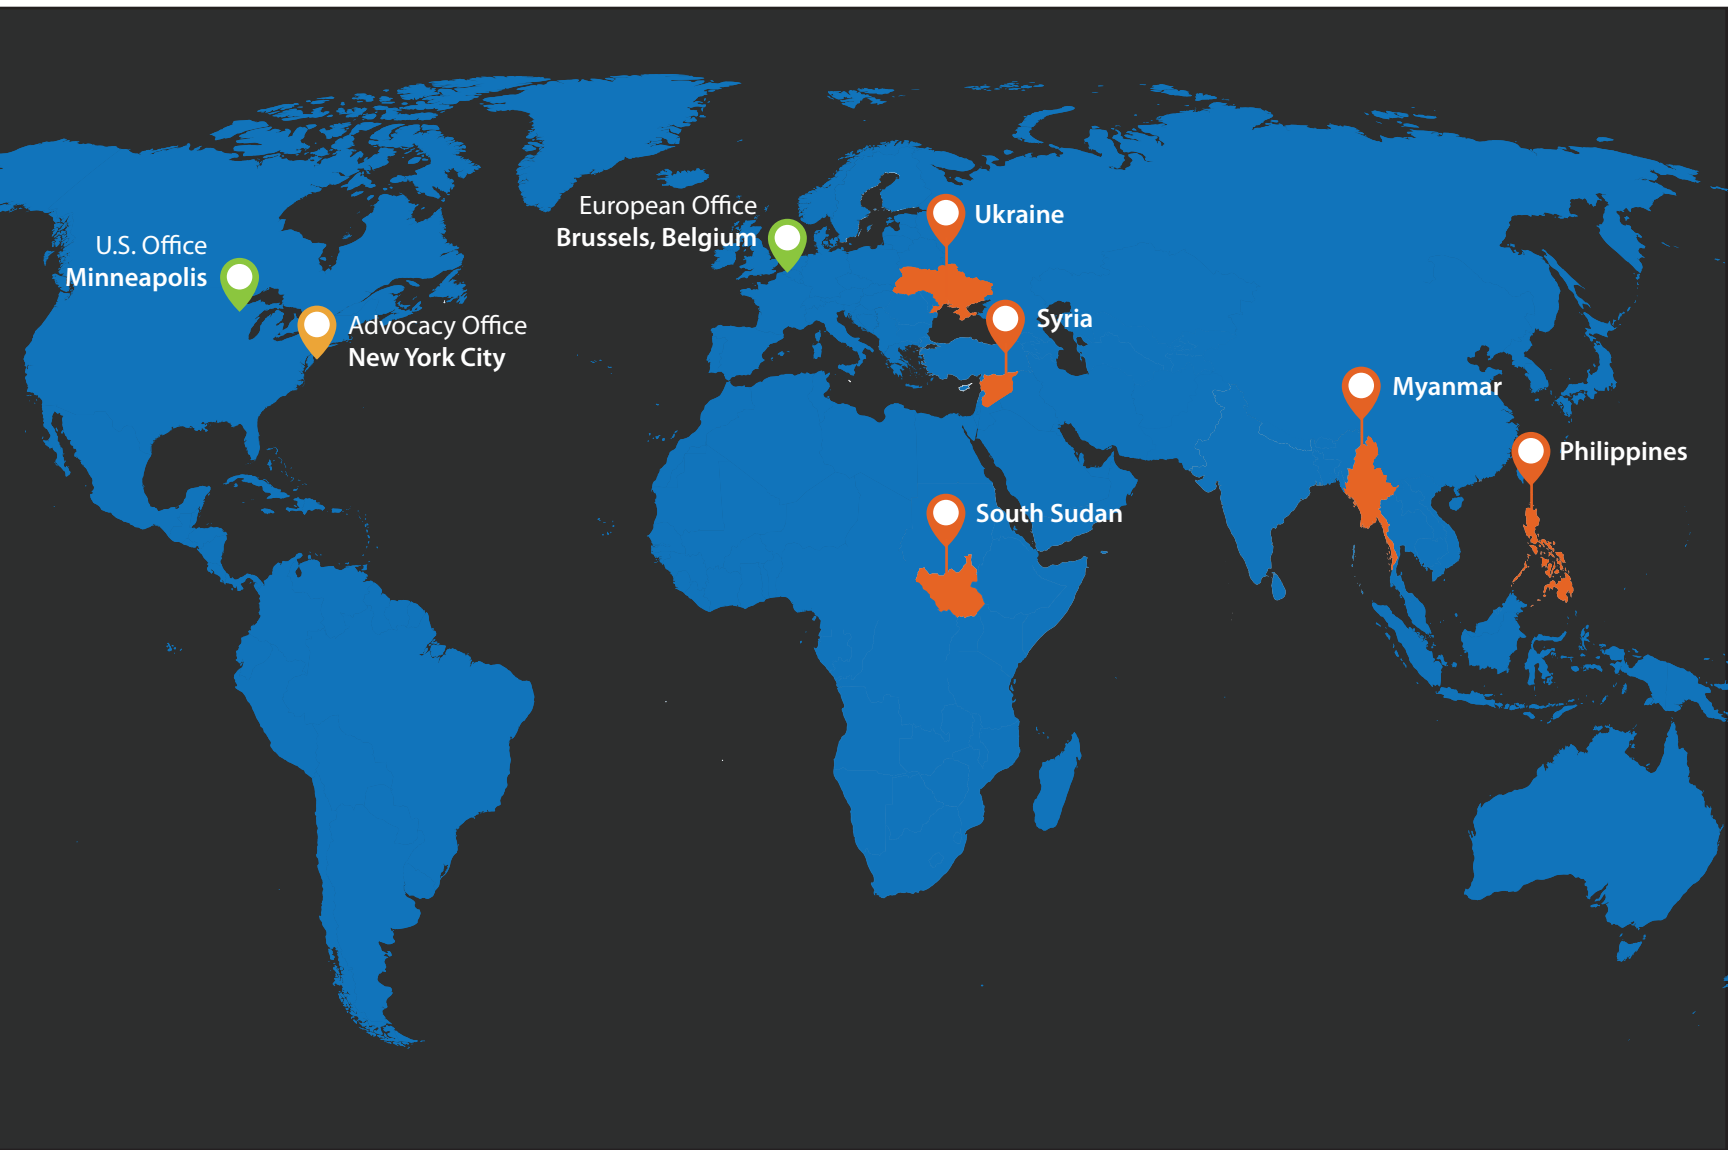 European Office
Brussels, Belgium
Ukraine
U.S. Office
Minneapolis
Advocacy Office
New York City
Syria
Myanmar
Philippines
South Sudan